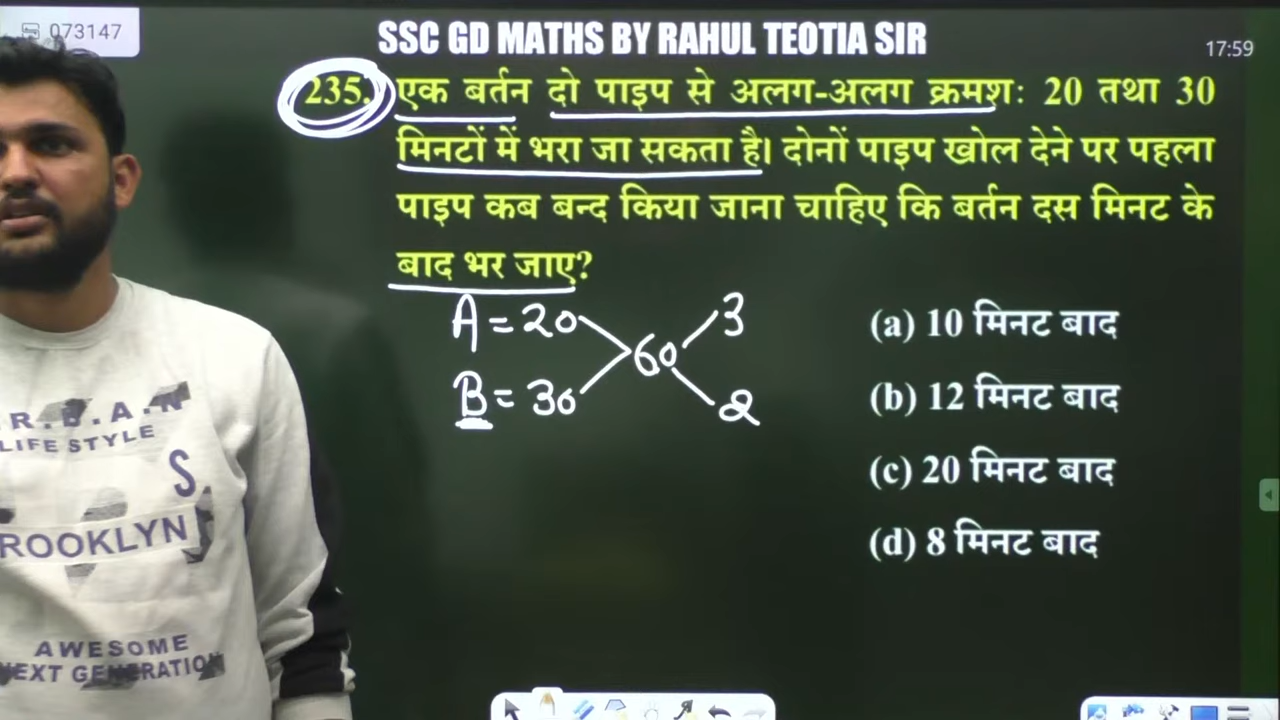 073147
SSC GD MATHS BY RAHUL TEOTIA SIR
17:59
235. एक बर्तन दो पाइप से अलग-अलग क्रमश: 20 तथा 30
मिनटों में भरा जा सकता है। दोनों पाइप खोल देने पर पहला
पाइप कब बन्द किया जाना चाहिए कि बर्तन दस मिनट के
बाद भर जाए?
A = 20
60
3
B = 30
2
(a) 10 मिनट बाद
(b) 12 मिनट बाद
(c) 20 मिनट बाद
(d) 8 मिनट बाद
LIFE STYLE
S
ROOKLYN
AWESOME
NEXT GENERATION